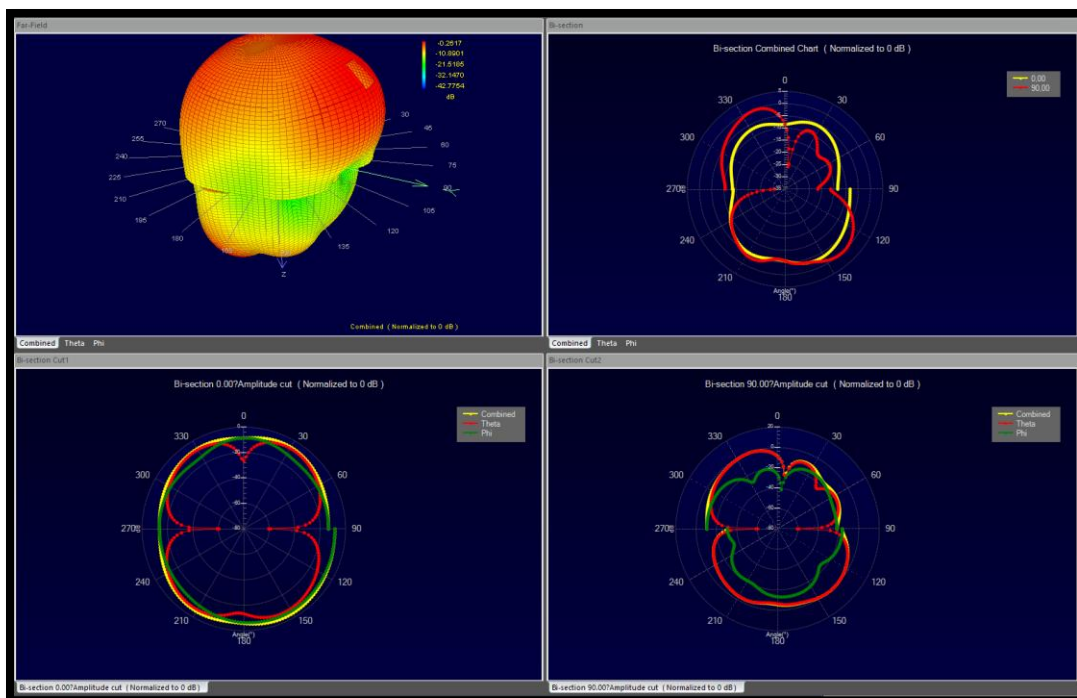 Far-Field
-0.2617
-10.8901
-21.5185
-32.1470
-42.7754
dB
270
255
240
225
210
195
180
30
45
60
75
90
105
120
135
Z
Combined ( Normalized to 0 dB )
Combined Theta Phi
Bi-section
Bi-section Combined Chart ( Normalized to 0 dB )
0.00
90.00
0
30
60
90
120
150
180
210
240
270
300
330
Angle(°)
Combined Theta Phi
Bi-section Cut1
Bi-section 0.00?Amplitude cut ( Normalized to 0 dB )
Combined
Theta
Phi
0
30
60
90
120
150
180
210
240
270
300
330
Angle(°)
Bi-section 0.00?Amplitude cut ( Normalized to 0 dB )
Bi-section Cut2
Bi-section 90.00?Amplitude cut ( Normalized to 0 dB )
Combined
Theta
Phi
0
30
60
90
120
150
180
210
240
270
300
330
Angle(°)
Bi-section 90.00?Amplitude cut ( Normalized to 0 dB )